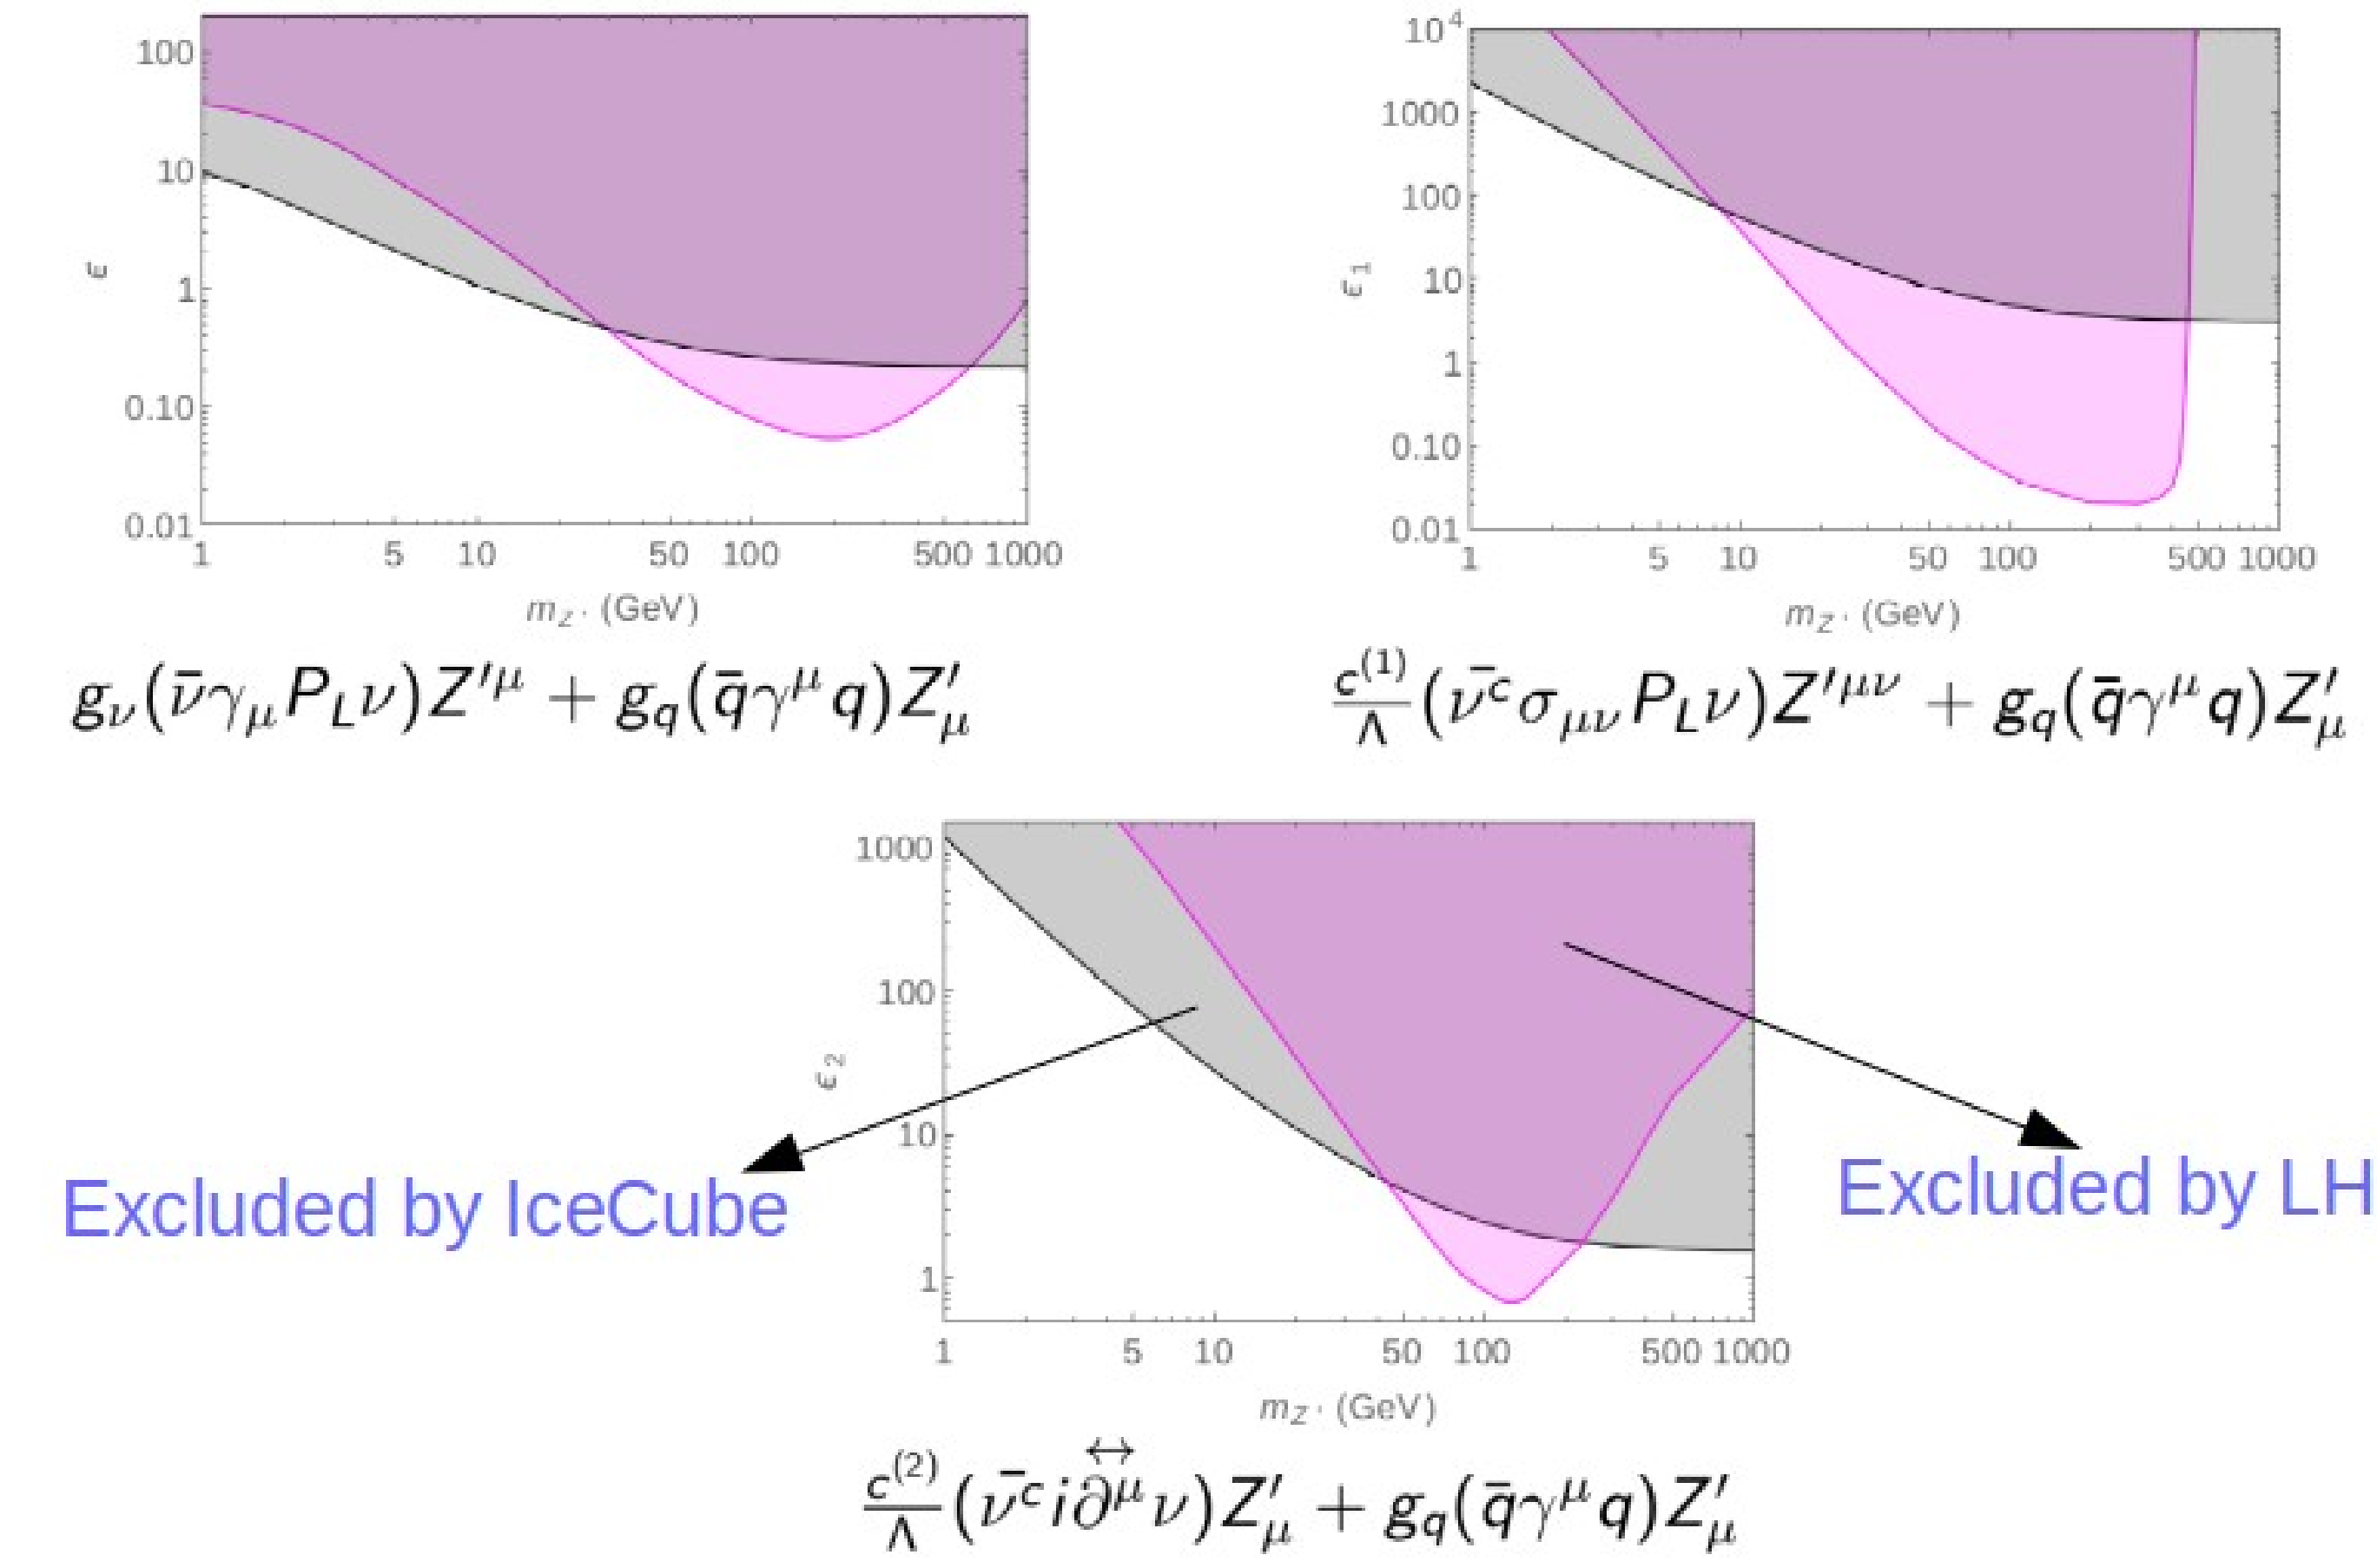 100
10
1
0.10
0.01
ϵ
1 5 10 50 100 500 1000
m_Z' (GeV)
g_ν(ν̄γ_μP_Lν)Z'^μ + g_q(q̄γ^μq)Z'_μ
10^4
1000
100
10
1
0.10
0.01
ϵ_1
1 5 10 50 100 500 1000
m_Z' (GeV)
c^(1)/Λ (ν̄^cσ_μνP_Lν)Z'^μν + g_q(q̄γ^μq)Z'_μ
1000
100
10
1
ϵ_2
1 5 10 50 100 500 1000
m_Z' (GeV)
Excluded by IceCube
Excluded by LH
c^(2)/Λ (ν̄^c i∂↔^μν)Z'_μ + g_q(q̄γ^μq)Z'_μ